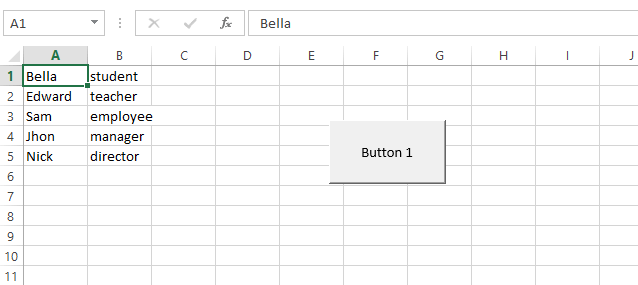 A1 fx Bella
A B C D E F G H I J
1 Bella student
2 Edward teacher
3 Sam employee
4 Jhon manager
5 Nick director
Button 1
6
7
8
9
10
11